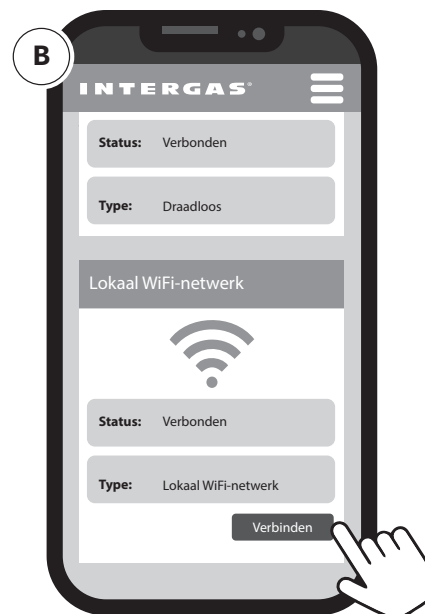 B
INTERGAS®
Status: Verbonden
Type: Draadloos
Lokaal WiFi-netwerk
Status: Verbonden
Type: Lokaal WiFi-netwerk
Verbinden